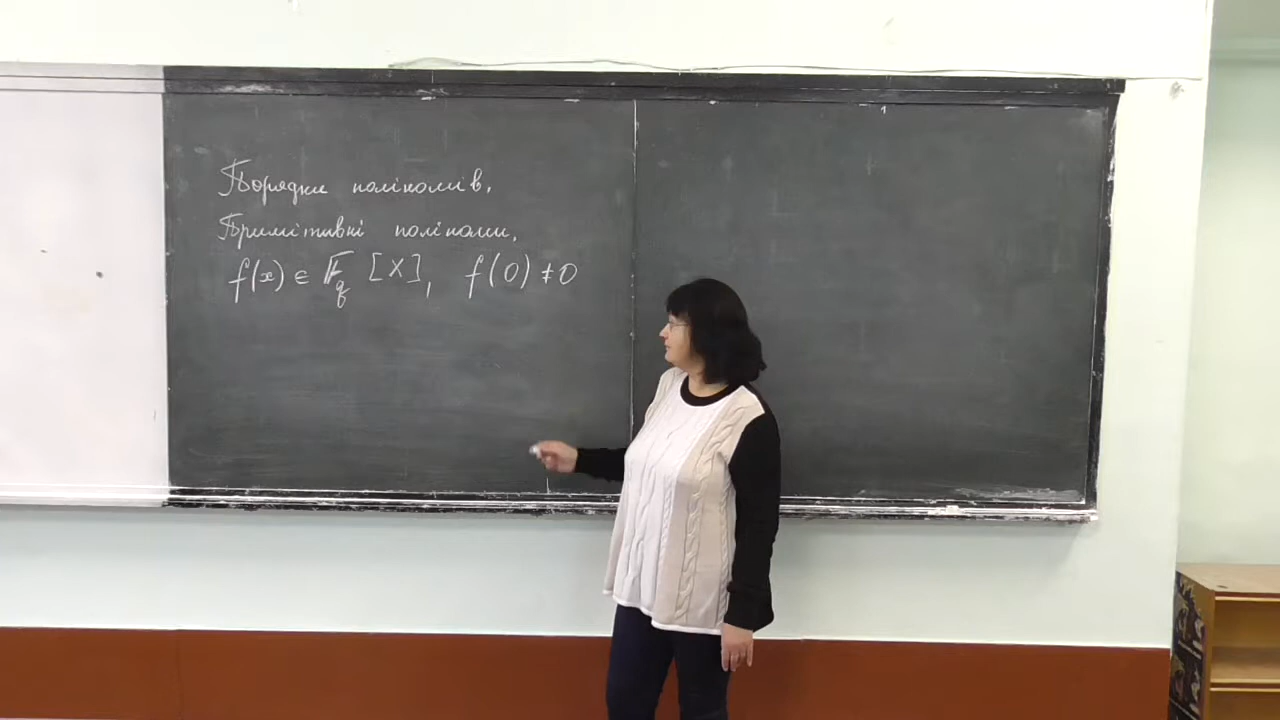 Порядки поліномів.
Примітивні поліноми.
f(x) ∈ 𝔽q [X], f(0) ≠ 0